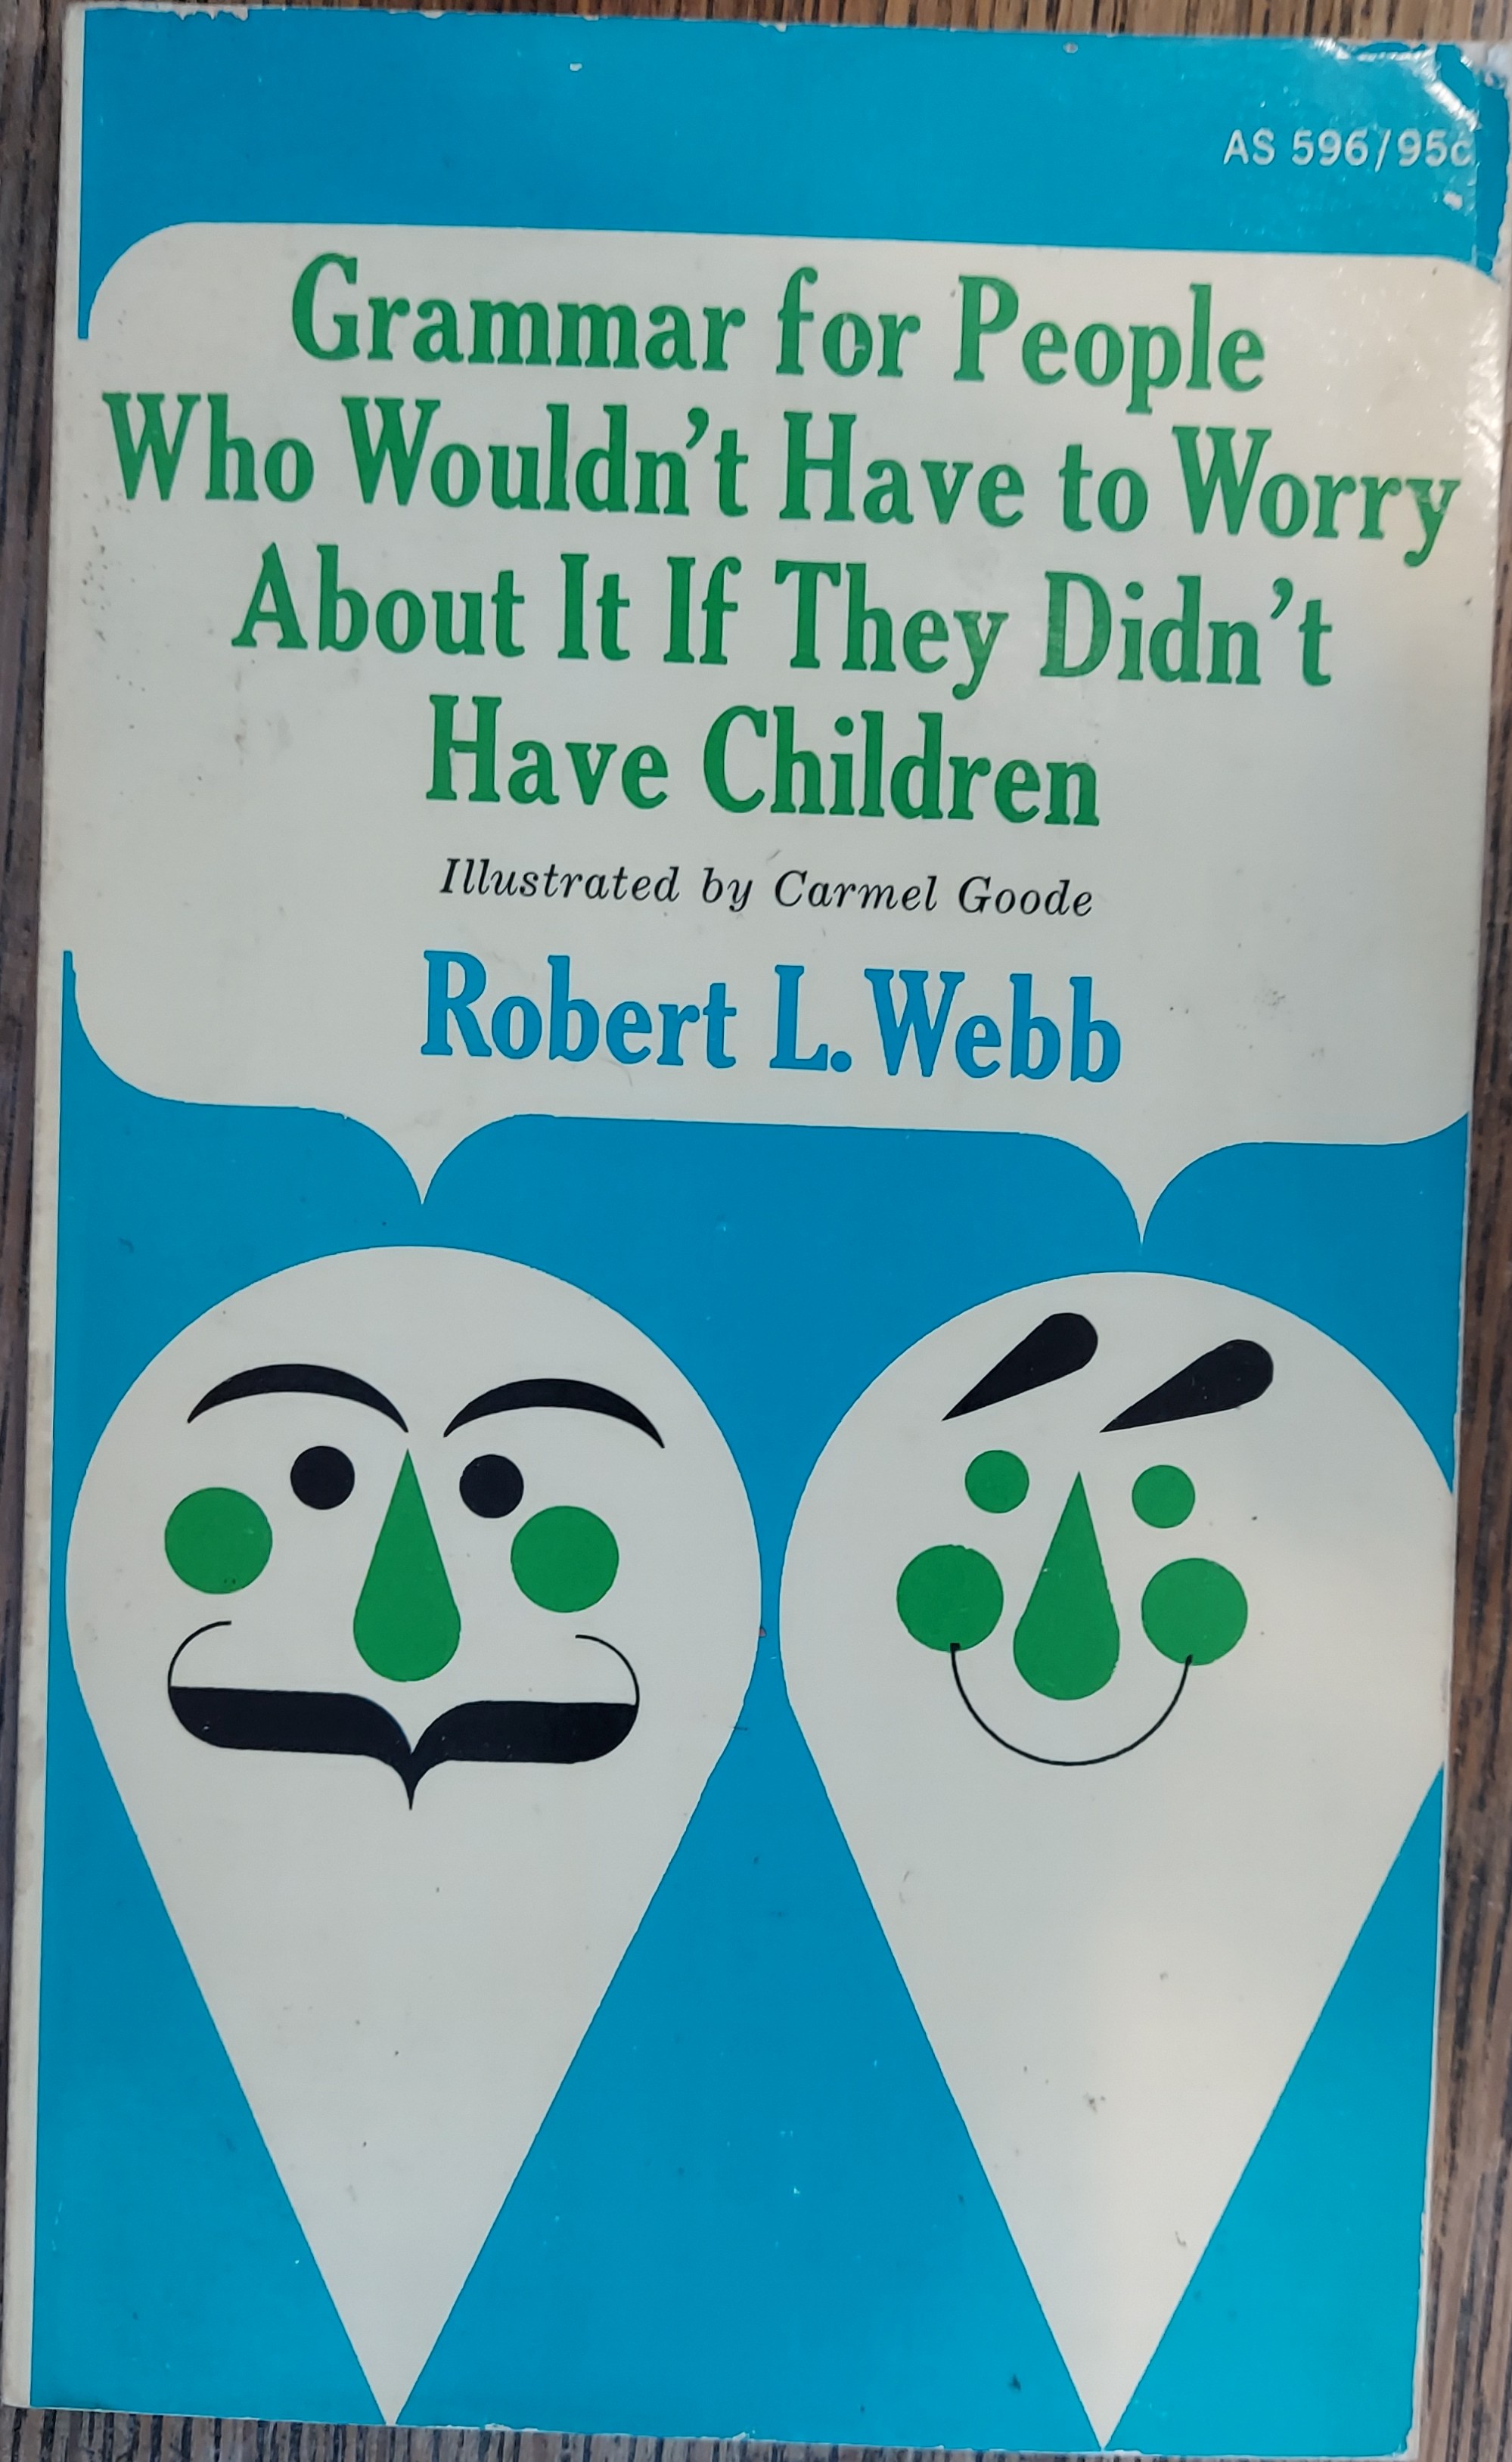 AS 596/95c
Grammar for People
Who Wouldn't Have to Worry
About It If They Didn't
Have Children
Illustrated by Carmel Goode
Robert L. Webb